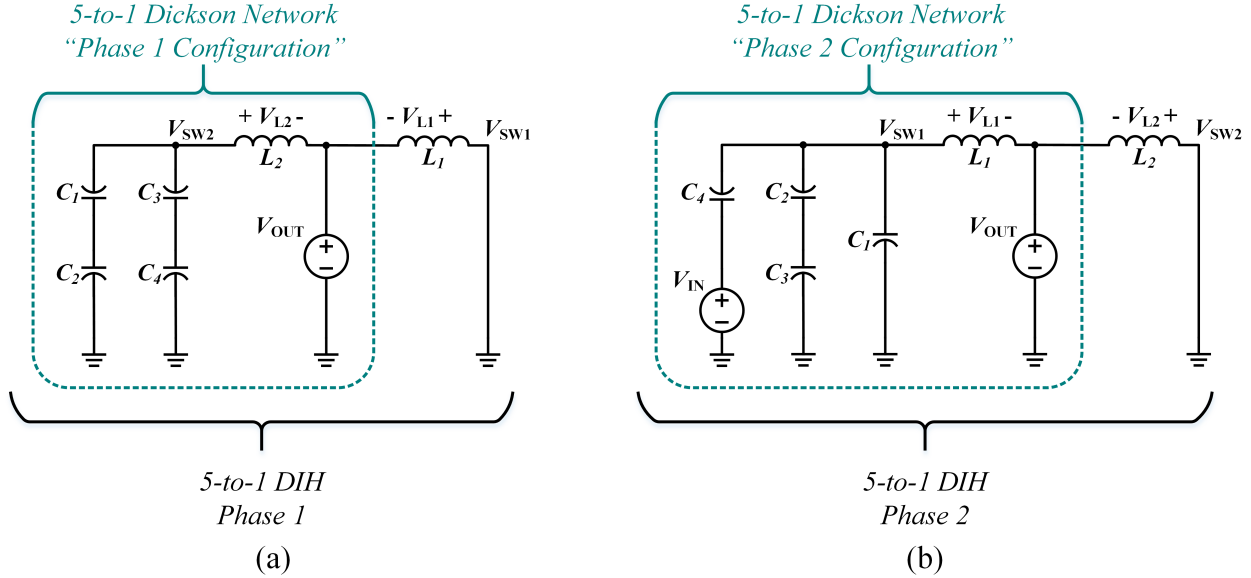 5-to-1 Dickson Network
“Phase 1 Configuration”
+ VL2 -
- VL1 +
VSW2
VSW1
L2
L1
C1
C3
VOUT
+
−
C2
C4
5-to-1 DIH
Phase 1
(a)
5-to-1 Dickson Network
“Phase 2 Configuration”
+ VL1 -
- VL2 +
VSW1
VSW2
L1
L2
C4
C2
C1
VOUT
+
−
C3
VIN
+
−
5-to-1 DIH
Phase 2
(b)